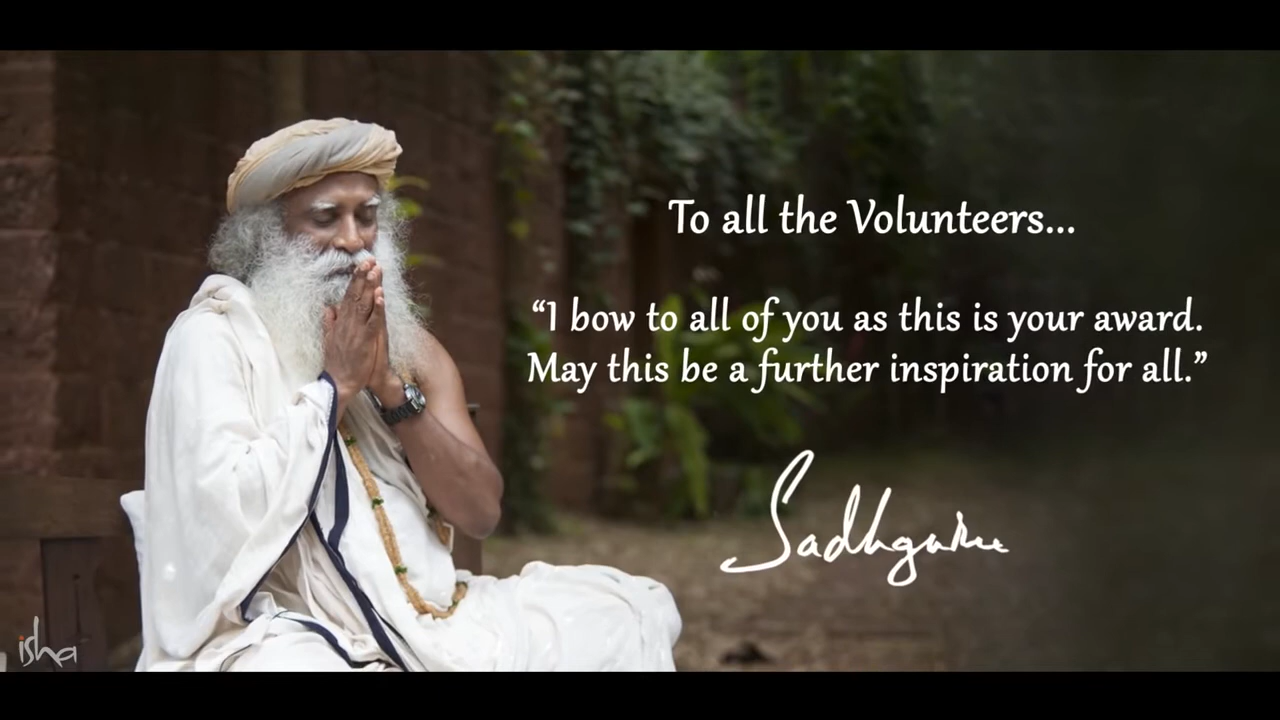 To all the Volunteers...
“I bow to all of you as this is your award.
May this be a further inspiration for all.”
Sadhguru
isha